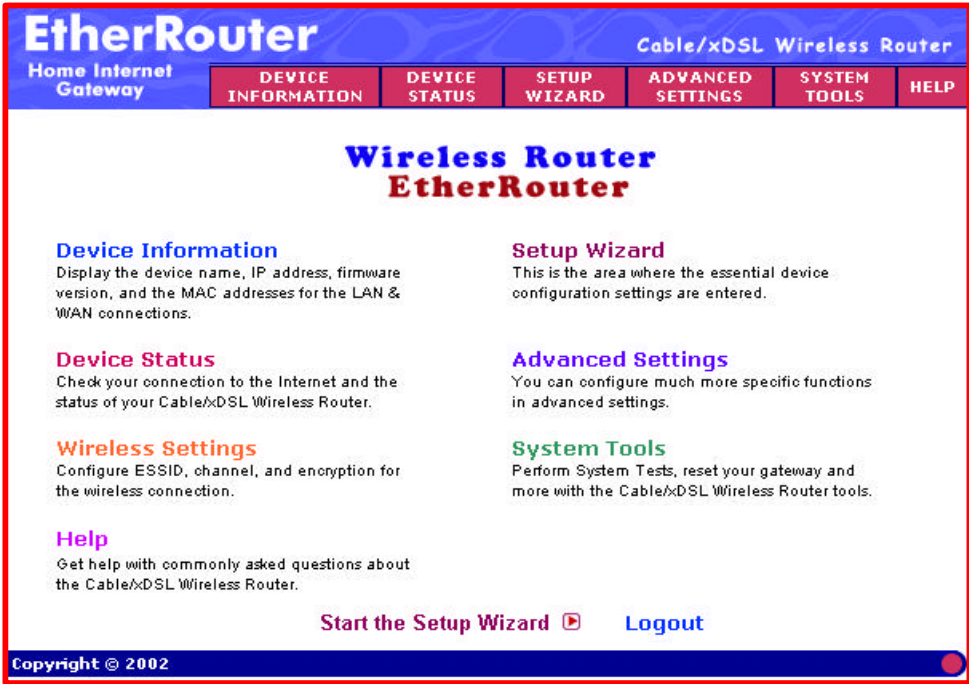 EtherRouter
Cable/xDSL Wireless Router
Home Internet
Gateway
DEVICE
INFORMATION
DEVICE
STATUS
SETUP
WIZARD
ADVANCED
SETTINGS
SYSTEM
TOOLS
HELP
Wireless Router
EtherRouter
Device Information
Display the device name, IP address, firmware
version, and the MAC addresses for the LAN &
WAN connections.
Setup Wizard
This is the area where the essential device
configuration settings are entered.
Device Status
Check your connection to the Internet and the
status of your Cable/xDSL Wireless Router.
Advanced Settings
You can configure much more specific functions
in advanced settings.
Wireless Settings
Configure ESSID, channel, and encryption for
the wireless connection.
System Tools
Perform System Tests, reset your gateway and
more with the Cable/xDSL Wireless Router tools.
Help
Get help with commonly asked questions about
the Cable/xDSL Wireless Router.
Start the Setup Wizard
Logout
Copyright © 2002